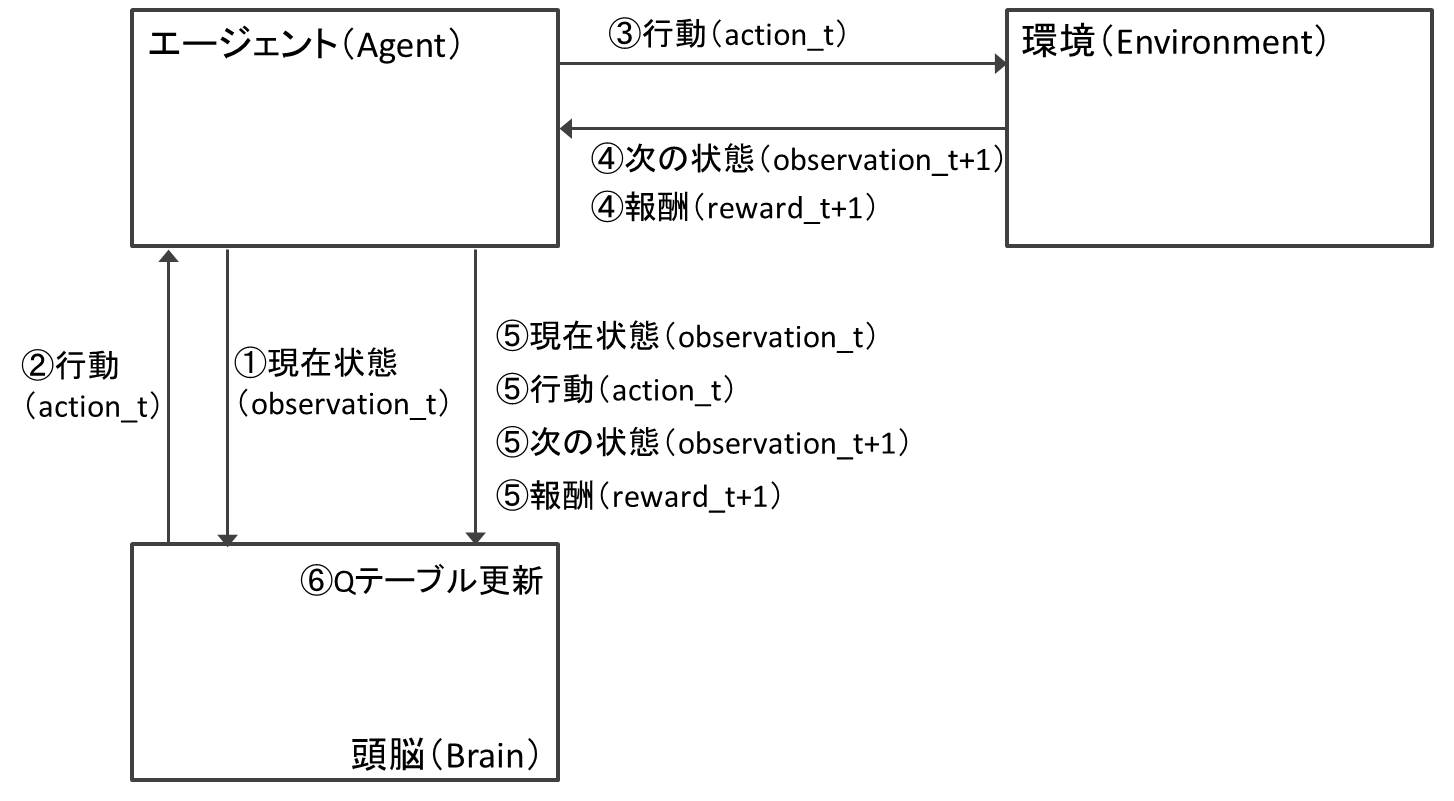 エージェント（Agent）
③行動（action_t）
環境（Environment）
④次の状態（observation_t+1）
④報酬（reward_t+1）
②行動
（action_t）
①現在状態
（observation_t）
⑤現在状態（observation_t）
⑤行動（action_t）
⑤次の状態（observation_t+1）
⑤報酬（reward_t+1）
⑥Qテーブル更新
頭脳（Brain）